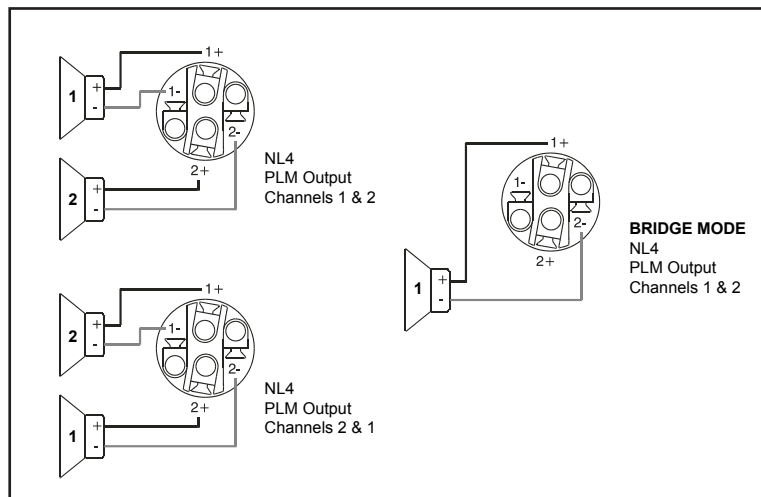 1+
+
1
-
1-
2-
2+
+
2
-
NL4
PLM Output
Channels 1 & 2
1+
+
2
-
1-
2-
2+
+
1
-
NL4
PLM Output
Channels 2 & 1
1+
1-
2-
2+
+
1
-
BRIDGE MODE
NL4
PLM Output
Channels 1 & 2